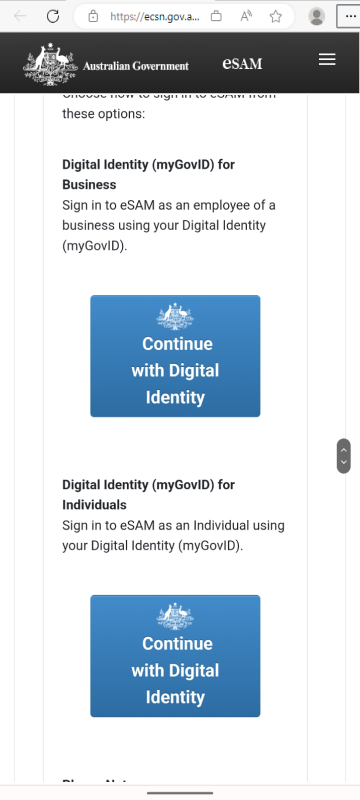 https://ecsn.gov.a...
Australian Government
eSAM
Choose how to sign in to eSAM from
these options:
Digital Identity (myGovID) for
Business
Sign in to eSAM as an employee of a
business using your Digital Identity
(myGovID).
Continue
with Digital
Identity
Digital Identity (myGovID) for
Individuals
Sign in to eSAM as an Individual using
your Digital Identity (myGovID).
Continue
with Digital
Identity